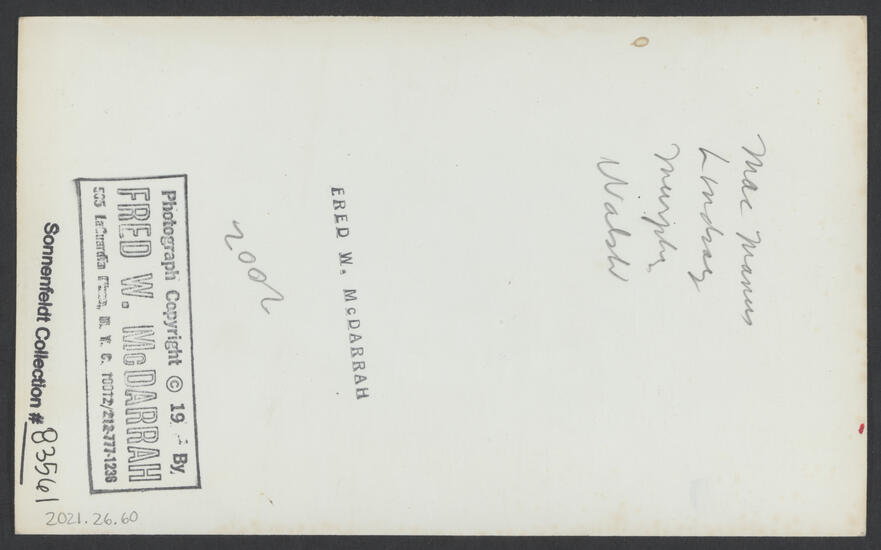 Mac Manus
Lindsay
Murphy
Walsh
FRED W. McDARRAH
Photograph Copyright © 19 By.
FRED W. McDARRAH
505 LaGuardia Place, N. Y. C. 10012/212-777-1236
Sonnenfeldt Collection # 83561
2021.26.60